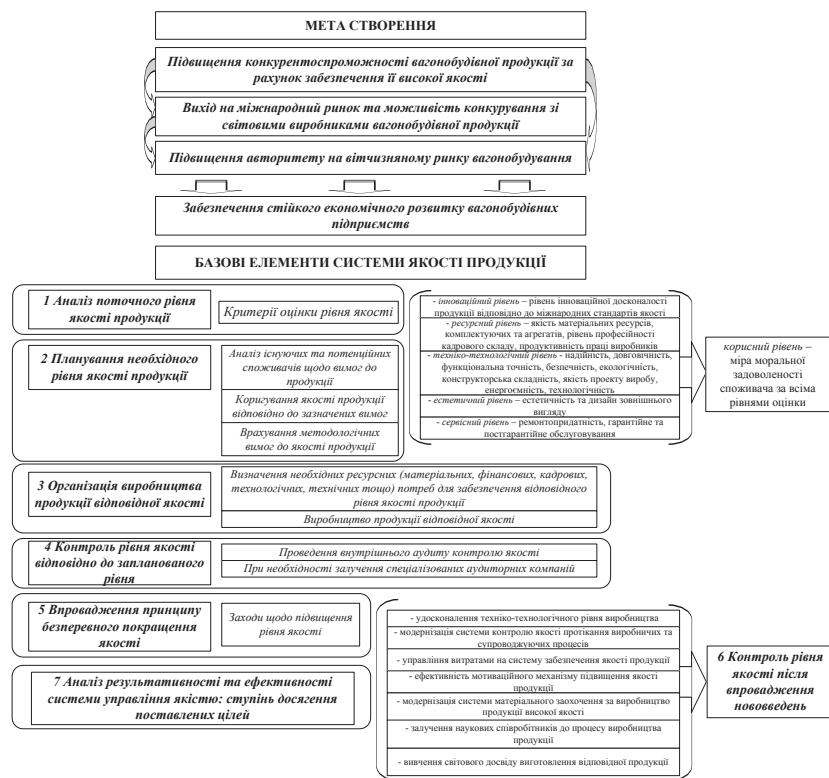 МЕТА СТВОРЕННЯ
Підвищення конкурентоспроможності вагонобудівної продукції за
рахунок забезпечення її високої якості
Вихід на міжнародний ринок та можливість конкурування зі
світовими виробниками вагонобудівної продукції
Підвищення авторитету на вітчизняному ринку вагонобудування
Забезпечення стійкого економічного розвитку вагонобудівних
підприємств
БАЗОВІ ЕЛЕМЕНТИ СИСТЕМИ ЯКОСТІ ПРОДУКЦІЇ
1 Аналіз поточного рівня
якості продукції
Критерії оцінки рівня якості
- інноваційний рівень – рівень інноваційної досконалості
продукції відповідно до міжнародних стандартів якості
- ресурсний рівень – якість матеріальних ресурсів,
комплектуючих та агрегатів, рівень професійності
кадрового складу, продуктивність праці виробників
- техніко-технологічний рівень - надійність, довговічність,
функціональна точність, безпечність, екологічність,
конструкторська складність, якість проекту виробу,
енергоємність, технологічність
- естетичний рівень – естетичність та дизайн зовнішнього
вигляду
- сервісний рівень – ремонтопридатність, гарантійне та
постгарантійне обслуговування
корисний рівень –
міра моральної
задоволеності
споживача за всіма
рівнями оцінки
2 Планування необхідного
рівня якості продукції
Аналіз існуючих та потенційних
споживачів щодо вимог до
продукції
Коригування якості продукції
відповідно до зазначених вимог
Врахування методологічних
вимог до якості продукції
3 Організація виробництва
продукції відповідної якості
Визначення необхідних ресурсних (матеріальних, фінансових, кадрових,
технологічних, технічних тощо) потреб для забезпечення відповідного
рівня якості продукції
Виробництво продукції відповідної якості
4 Контроль рівня якості
відповідно до запланованого
рівня
Проведення внутрішнього аудиту контролю якості
При необхідності залучення спеціалізованих аудиторних компаній
5 Впровадження принципу
безперевного покращення
якості
Заходи щодо підвищення
рівня якості
- удосконалення техніко-технологічного рівня виробництва
- модернізація системи контролю якості протікання виробничих та
супроводжуючих процесів
- управління витратами на систему забезпечення якості продукції
- ефективність мотиваційного механізму підвищення якості
продукції
- модернізація системи матеріального заохочення за виробництво
продукції високої якості
- залучення наукових співробітників до процесу виробництва
продукції
- вивчення світового досвіду виготовлення відповідної продукції
6 Контроль рівня
якості після
впровадження
нововведень
7 Аналіз результативності та ефективності
системи управління якістю: ступінь досягення
поставлених цілей